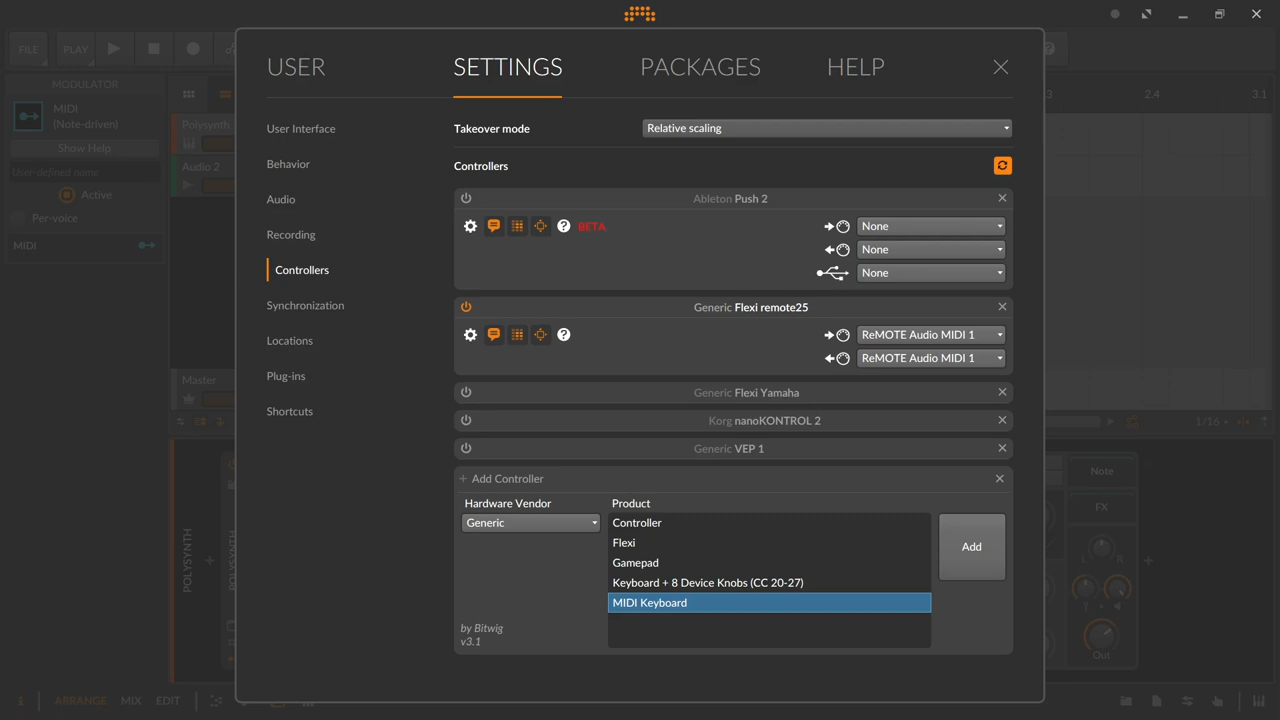 USER
SETTINGS
PACKAGES
HELP
FILE
PLAY
MODULATOR
MIDI
(Note-driven)
Show Help
User-defined name
Active
Per-voice
MIDI
Polysynth
Audio 2
Master
User Interface
Behavior
Audio
Recording
Controllers
Synchronization
Locations
Plug-ins
Shortcuts
Takeover mode
Relative scaling
Controllers
Ableton Push 2
BETA
None
None
None
Generic Flexi remote25
ReMOTE Audio MIDI 1
ReMOTE Audio MIDI 1
Generic Flexi Yamaha
Korg nanoKONTROL 2
Generic VEP 1
+ Add Controller
Hardware Vendor
Product
Generic
Controller
Flexi
Gamepad
Keyboard + 8 Device Knobs (CC 20-27)
MIDI Keyboard
Add
by Bitwig
v3.1
2.4
3.1
1/16
POLYSYNTH
POLYSYNTH
Note
FX
L
R
Out
1
ARRANGE
MIX
EDIT